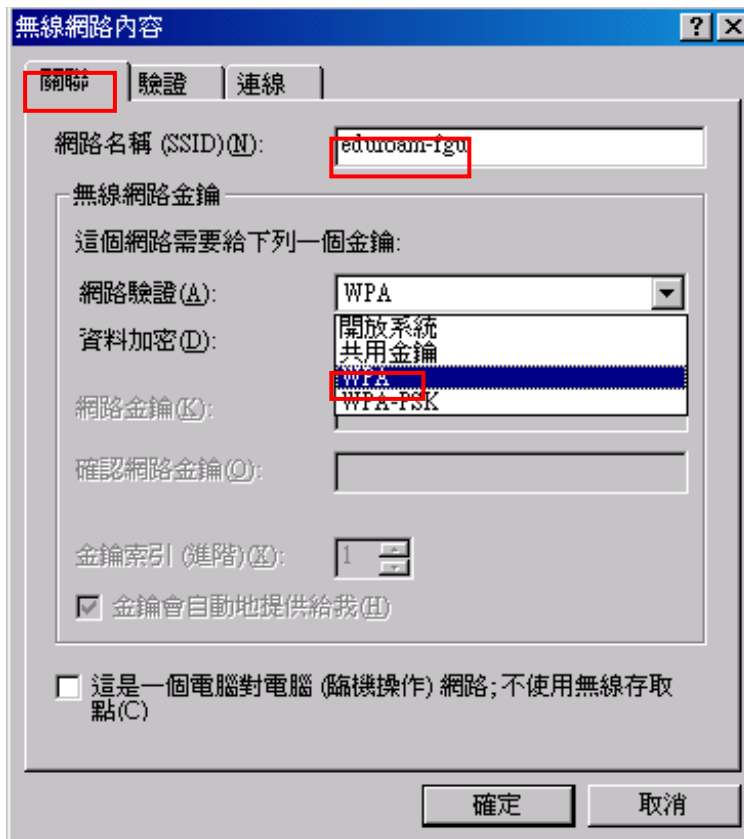 無線網路內容
關聯 驗證 連線
網路名稱 (SSID)(N): eduroam-fgu
無線網路金鑰
這個網路需要給下列一個金鑰:
網路驗證(A): WPA
資料加密(D): 開放系統
共用金鑰
WPA
網路金鑰(K): WPA-PSK
確認網路金鑰(O):
金鑰索引 (進階)(X): 1
金鑰會自動地提供給我(H)
這是一個電腦對電腦 (臨機操作) 網路;不使用無線存取
點(C)
確定 取消